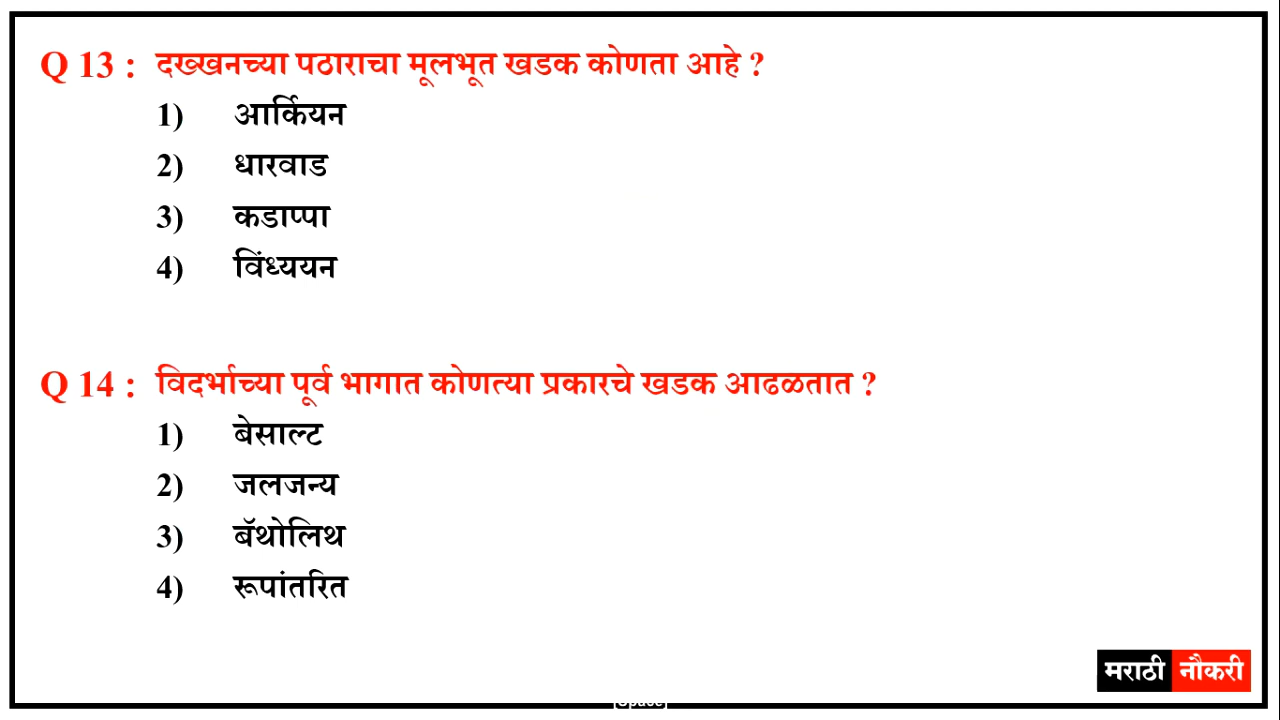 Q 13 : दख्खनच्या पठाराचा मूलभूत खडक कोणता आहे ?
1) आर्कियन
2) धारवाड
3) कडाप्पा
4) विंध्ययन
Q 14 : विदर्भाच्या पूर्व भागात कोणत्या प्रकारचे खडक आढळतात ?
1) बेसाल्ट
2) जलजन्य
3) बॅथोलिथ
4) रूपांतरित
मराठी नौकरी
[Space]